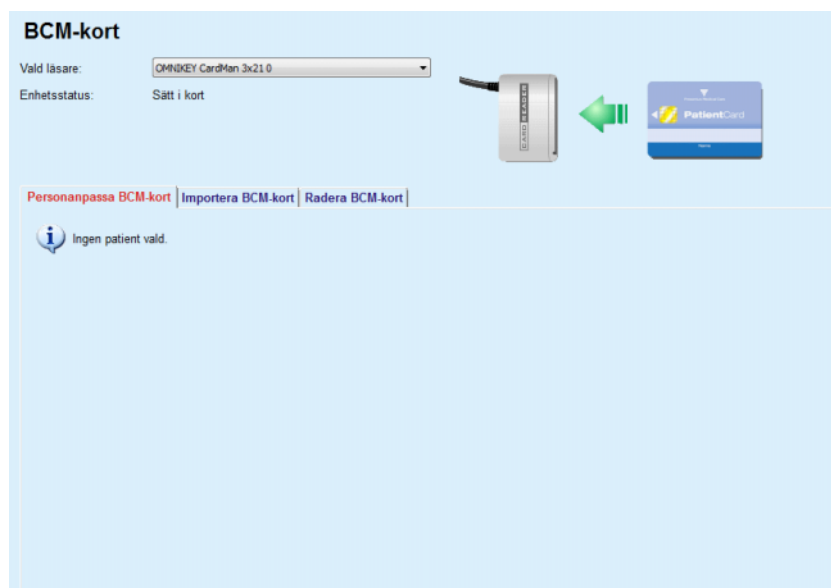 BCM-kort
Vald läsare:
OMNIKEY CardMan 3x21 0
Enhetsstatus:
Sätt i kort
CARD READER
PatientCard
Name
Personanpassa BCM-kort
Importera BCM-kort
Radera BCM-kort
Ingen patient vald.